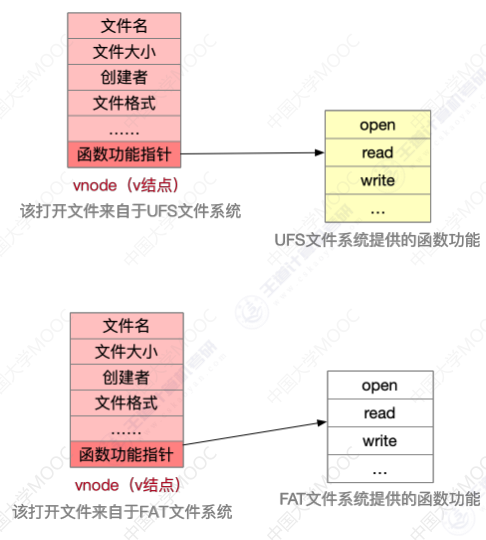 文件名
文件大小
创建者
文件格式
……
函数功能指针
vnode（v结点）
该打开文件来自于UFS文件系统
open
read
write
...
UFS文件系统提供的函数功能
文件名
文件大小
创建者
文件格式
……
函数功能指针
vnode（v结点）
该打开文件来自于FAT文件系统
open
read
write
...
FAT文件系统提供的函数功能
中国大学MOOC
王道计算机考研